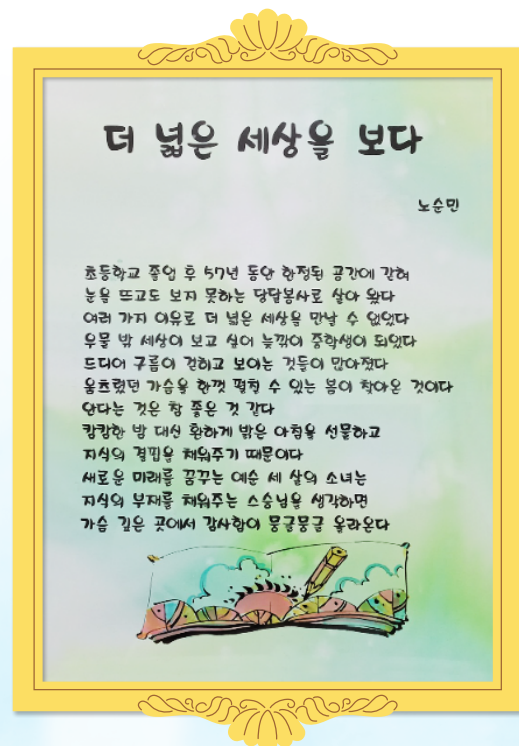 더 넓은 세상을 보다
노순민
초등학교 졸업 후 57년 동안 한정된 공간에 갇혀
눈을 뜨고도 보지 못하는 당달봉사로 살아 왔다
여러 가지 이유로 더 넓은 세상을 만날 수 없었다
우물 밖 세상이 보고 싶어 늦깎이 중학생이 되었다
드디어 구름이 걷히고 보이는 것들이 많아졌다
움츠렸던 가슴을 한껏 펼칠 수 있는 봄이 찾아온 것이다
안다는 것은 참 좋은 것 같다
캄캄한 밤 대신 환하게 밝은 아침을 선물하고
지식의 결핍을 채워주기 때문이다
새로운 미래를 꿈꾸는 예순 세 살의 소녀는
지식의 부재를 채워주는 스승님을 생각하면
가슴 깊은 곳에서 감사함이 뭉글뭉글 올라온다